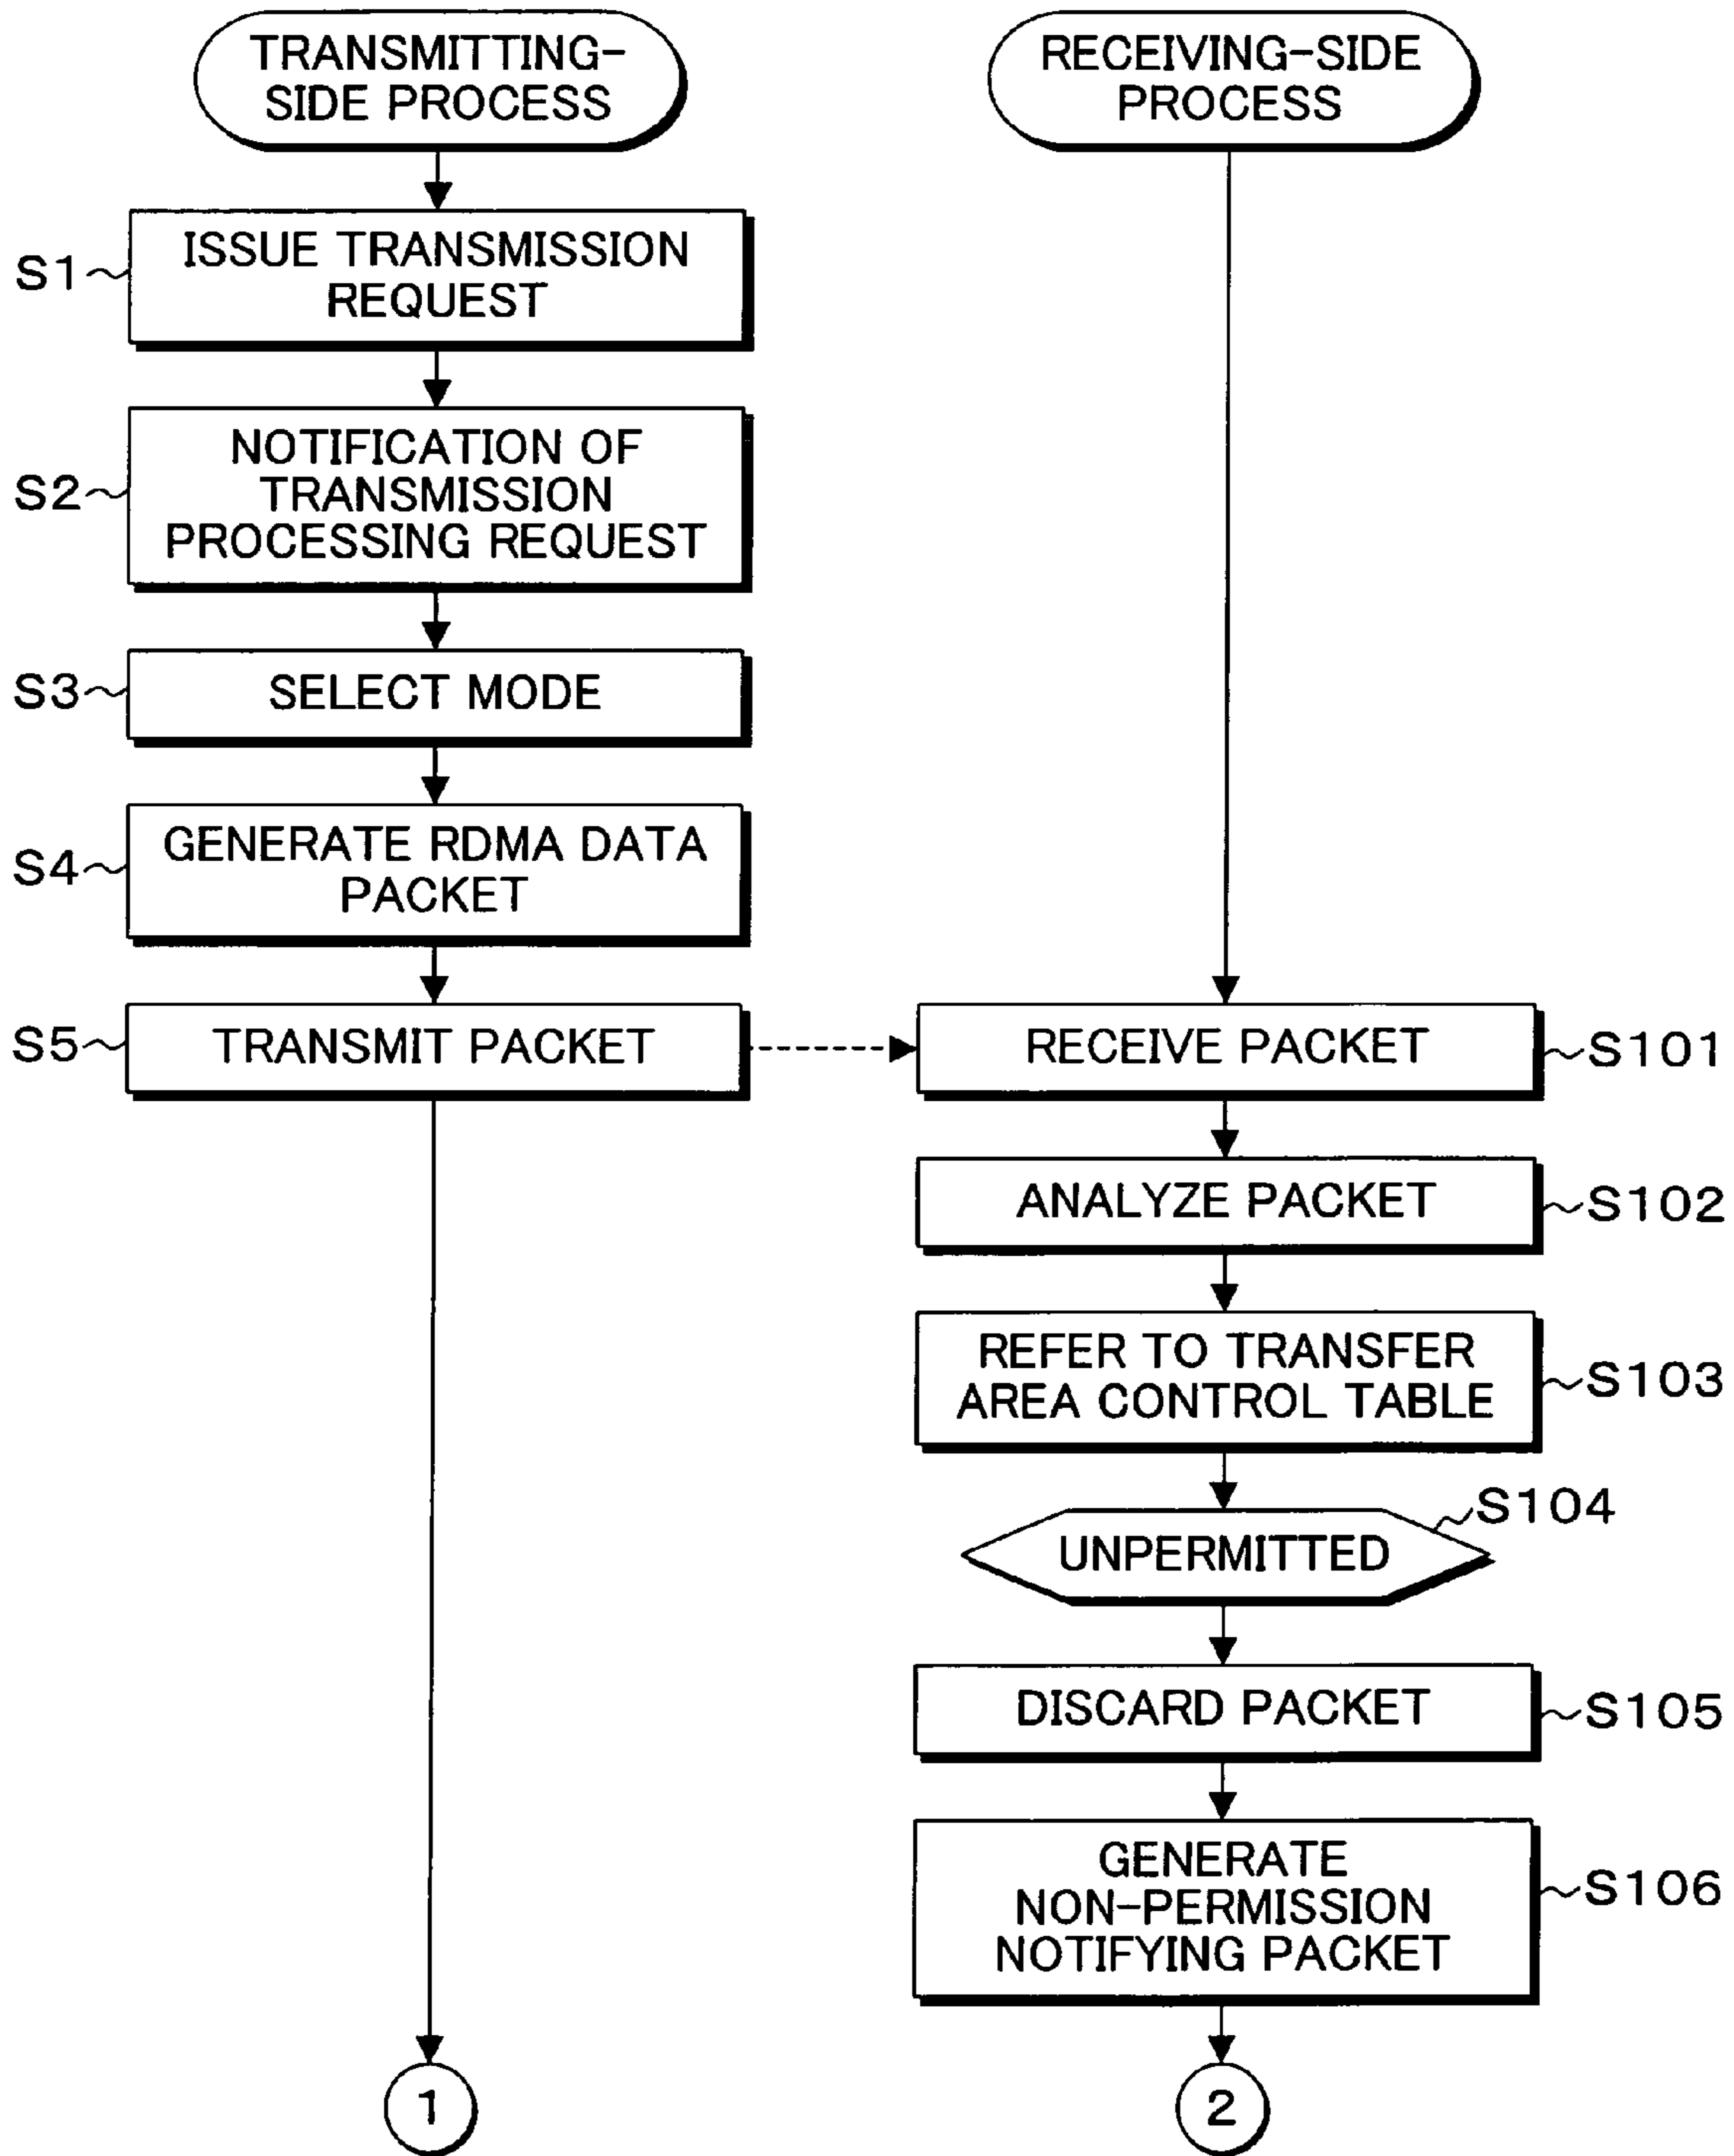 TRANSMITTING-
SIDE PROCESS
RECEIVING-SIDE
PROCESS
S1
ISSUE TRANSMISSION
REQUEST
S2
NOTIFICATION OF
TRANSMISSION
PROCESSING REQUEST
S3
SELECT MODE
S4
GENERATE RDMA DATA
PACKET
S5
TRANSMIT PACKET
RECEIVE PACKET
S101
ANALYZE PACKET
S102
REFER TO TRANSFER
AREA CONTROL TABLE
S103
UNPERMITTED
S104
DISCARD PACKET
S105
GENERATE
NON-PERMISSION
NOTIFYING PACKET
S106
1
2